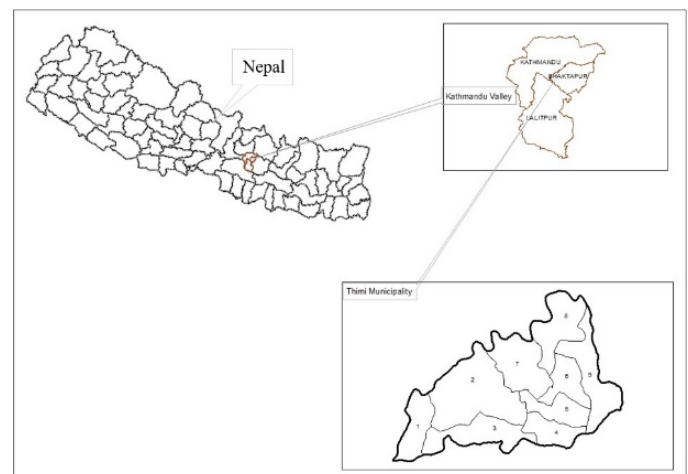 Nepal
KATHMANDU
BHAKTAPUR
LALITPUR
Kathmandu Valley
Thimi Municipality
8
7
2
6
9
5
1
3
4